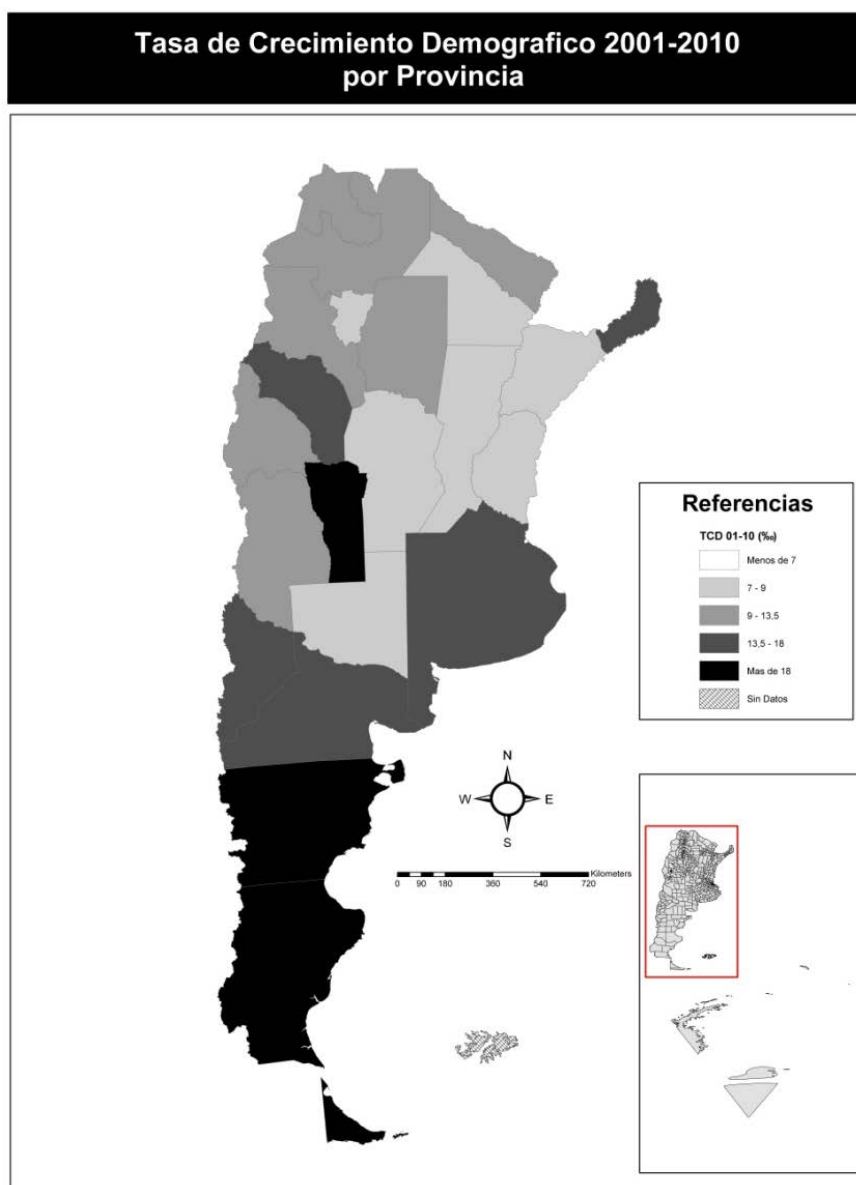 Tasa de Crecimiento Demografico 2001-2010
por Provincia
Referencias
TCD 01-10 (‰)
Menos de 7
7 - 9
9 - 13,5
13,5 - 18
Mas de 18
Sin Datos
N
W
E
S
Kilometers
0 90 180 360 540 720